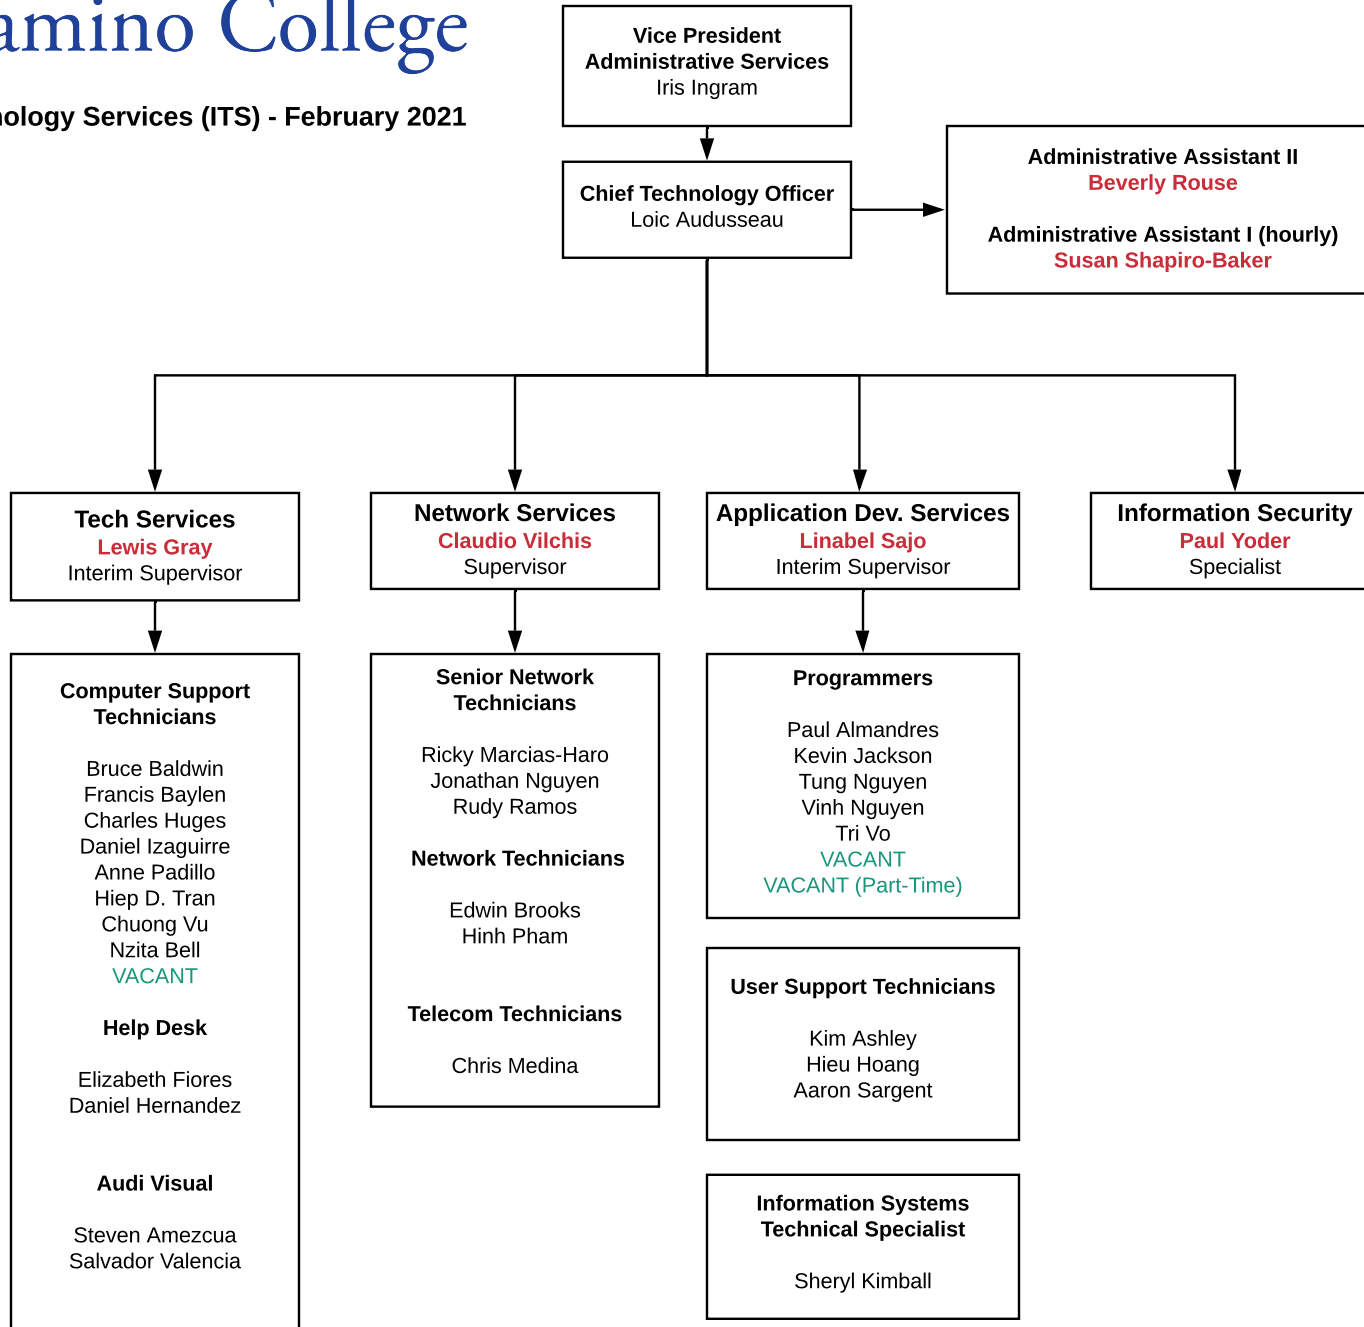 amino College
nology Services (ITS) - February 2021
Vice President
Administrative Services
Iris Ingram
Chief Technology Officer
Loic Audusseau
Administrative Assistant II
Beverly Rouse
Administrative Assistant I (hourly)
Susan Shapiro-Baker
Tech Services
Lewis Gray
Interim Supervisor
Network Services
Claudio Vilchis
Supervisor
Application Dev. Services
Linabel Sajo
Interim Supervisor
Information Security
Paul Yoder
Specialist
Computer Support
Technicians
Bruce Baldwin
Francis Baylen
Charles Huges
Daniel Izaguirre
Anne Padillo
Hiep D. Tran
Chuong Vu
Nzita Bell
VACANT
Help Desk
Elizabeth Fiores
Daniel Hernandez
Audi Visual
Steven Amezcua
Salvador Valencia
Senior Network
Technicians
Ricky Marcias-Haro
Jonathan Nguyen
Rudy Ramos
Network Technicians
Edwin Brooks
Hinh Pham
Telecom Technicians
Chris Medina
Programmers
Paul Almandres
Kevin Jackson
Tung Nguyen
Vinh Nguyen
Tri Vo
VACANT
VACANT (Part-Time)
User Support Technicians
Kim Ashley
Hieu Hoang
Aaron Sargent
Information Systems
Technical Specialist
Sheryl Kimball